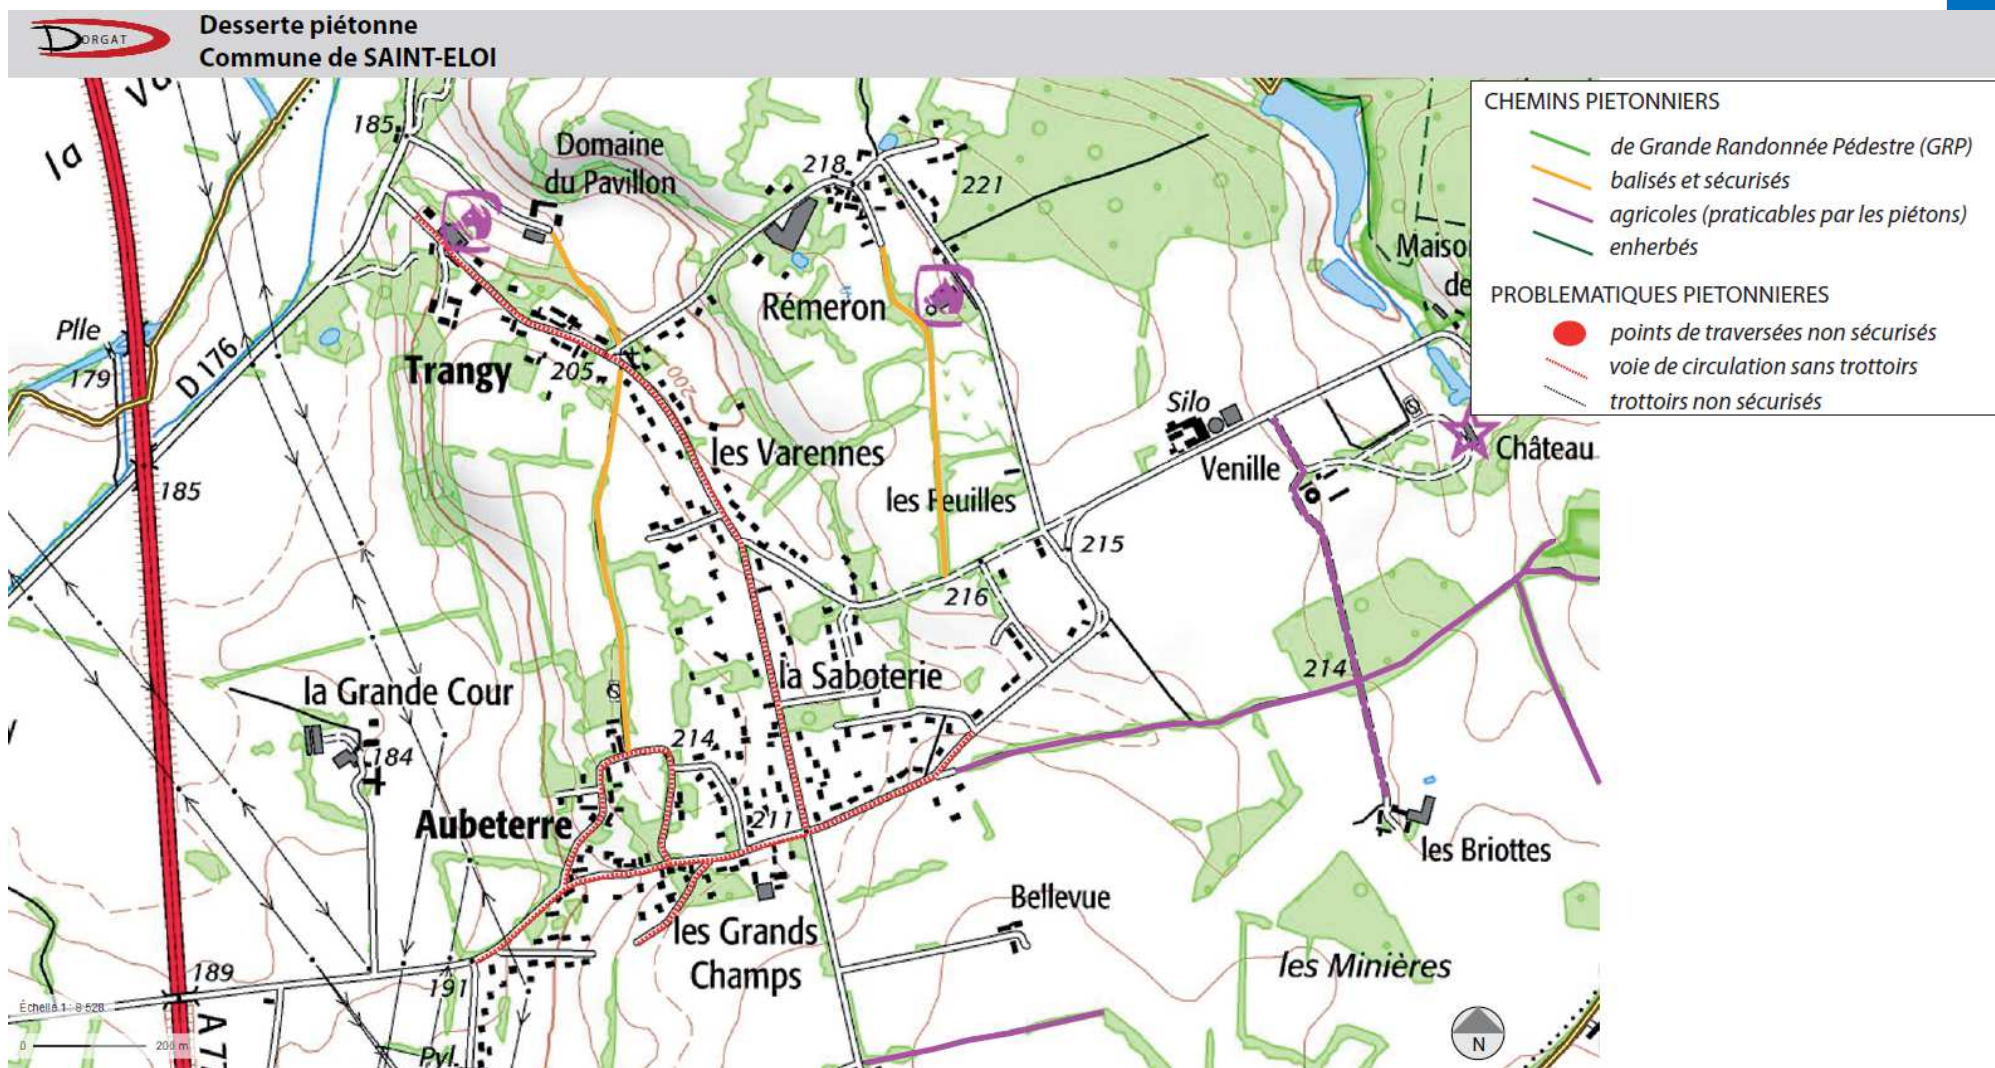 DORGAT
Desserte piétonne
Commune de SAINT-ELOI
CHEMINS PIETONNIERS
de Grande Randonnée Pédestre (GRP)
balisés et sécurisés
agricoles (praticables par les piétons)
enherbés
PROBLEMATIQUES PIETONNIERES
points de traversées non sécurisés
voie de circulation sans trottoirs
trottoirs non sécurisés
la
185
Domaine
du Pavillon
218
221
Maiso
de
Rémeron
Plle
179
D 176
Trangy
205
200
Silo
les Varennes
Venille
Château
185
les Feuilles
215
216
la Saboterie
214
la Grande Cour
214
184
Aubeterre
211
les Briottes
Bellevue
les Grands
Champs
les Minières
189
191
Échelle 1 : 8 528
0 200 m
A 77
Pyl.
N